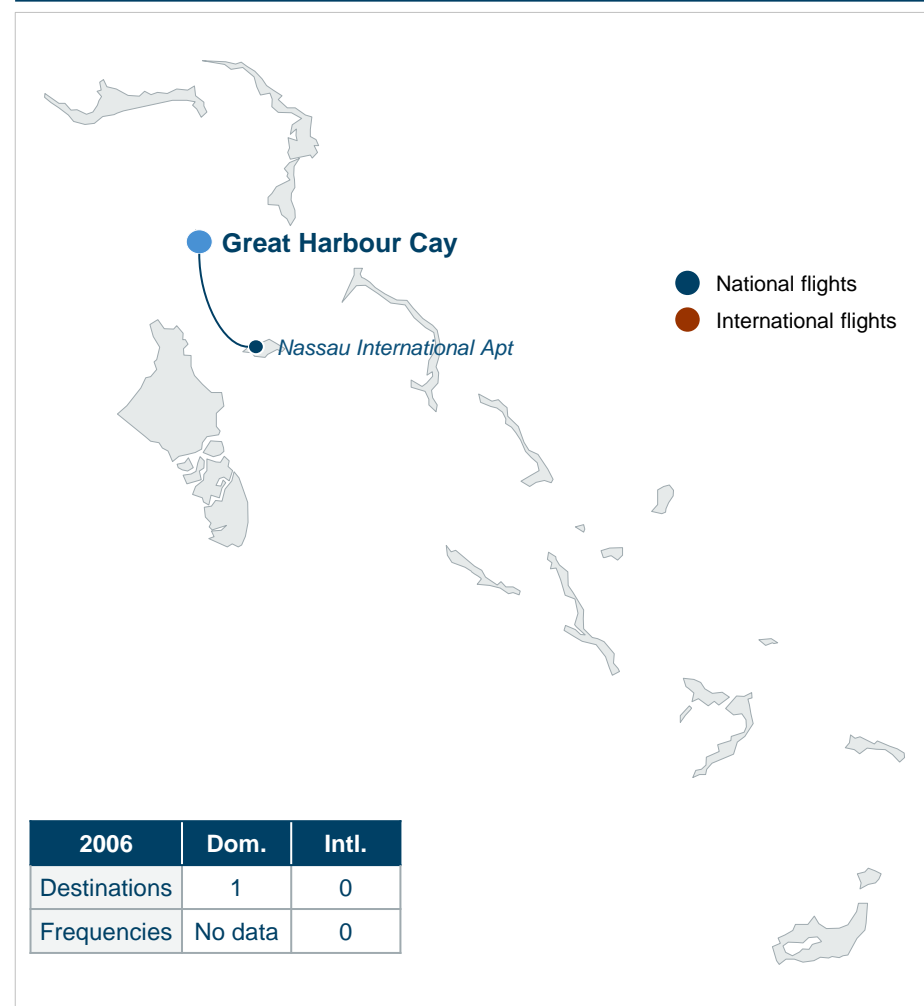 Great Harbour Cay
National flights
International flights
Nassau International Apt
2006 Dom. Intl.
Destinations 1 0
Frequencies No data 0